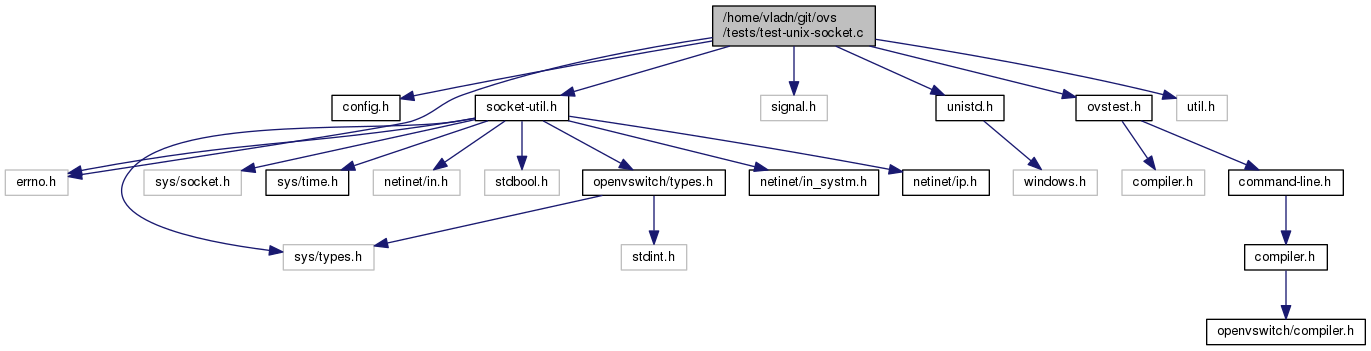 /home/vladn/git/ovs
/tests/test-unix-socket.c
config.h
socket-util.h
signal.h
unistd.h
ovstest.h
util.h
errno.h
sys/socket.h
sys/time.h
netinet/in.h
stdbool.h
openvswitch/types.h
netinet/in_systm.h
netinet/ip.h
windows.h
compiler.h
command-line.h
sys/types.h
stdint.h
compiler.h
openvswitch/compiler.h